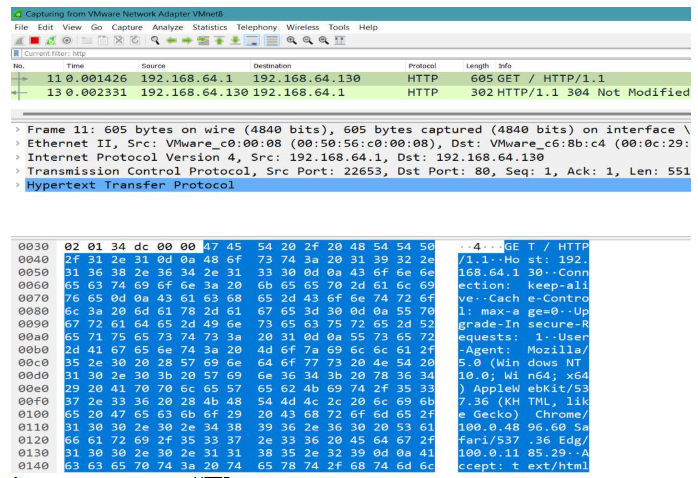 Capturing from VMware Network Adapter VMnet8
File Edit View Go Capture Analyze Statistics Telephony Wireless Tools Help
Current filter: http
No. Time Source Destination Protocol Length Info
11 0.001426 192.168.64.1 192.168.64.130 HTTP 605 GET / HTTP/1.1
13 0.002331 192.168.64.130 192.168.64.1 HTTP 302 HTTP/1.1 304 Not Modified
> Frame 11: 605 bytes on wire (4840 bits), 605 bytes captured (4840 bits) on interface \
> Ethernet II, Src: VMware_c0:00:08 (00:50:56:c0:00:08), Dst: VMware_c6:8b:c4 (00:0c:29:
> Internet Protocol Version 4, Src: 192.168.64.1, Dst: 192.168.64.130
> Transmission Control Protocol, Src Port: 22653, Dst Port: 80, Seq: 1, Ack: 1, Len: 551
> Hypertext Transfer Protocol
0030 02 01 34 dc 00 00 47 45 54 20 2f 20 48 54 54 50 ··4···GE T / HTTP
0040 2f 31 2e 31 0d 0a 48 6f 73 74 3a 20 31 39 32 2e /1.1··Ho st: 192.
0050 31 36 38 2e 36 34 2e 31 33 30 0d 0a 43 6f 6e 6e 168.64.1 30··Conn
0060 65 63 74 69 6f 6e 3a 20 6b 65 65 70 2d 61 6c 69 ection: keep-ali
0070 76 65 0d 0a 43 61 63 68 65 2d 43 6f 6e 74 72 6f ve··Cach e-Contro
0080 6c 3a 20 6d 61 78 2d 61 67 65 3d 30 0d 0a 55 70 l: max-a ge=0··Up
0090 67 72 61 64 65 2d 49 6e 73 65 63 75 72 65 2d 52 grade-In secure-R
00a0 65 71 75 65 73 74 73 3a 20 31 0d 0a 55 73 65 72 equests: 1··User
00b0 2d 41 67 65 6e 74 3a 20 4d 6f 7a 69 6c 6c 61 2f -Agent: Mozilla/
00c0 35 2e 30 20 28 57 69 6e 64 6f 77 73 20 4e 54 20 5.0 (Win dows NT
00d0 31 30 2e 30 3b 20 57 69 6e 36 34 3b 20 78 36 34 10.0; Wi n64; x64
00e0 29 20 41 70 70 6c 65 57 65 62 4b 69 74 2f 35 33 ) AppleW ebKit/53
00f0 37 2e 33 36 20 28 4b 48 54 4d 4c 2c 20 6c 69 6b 7.36 (KH TML, lik
0100 65 20 47 65 63 6b 6f 29 20 43 68 72 6f 6d 65 2f e Gecko) Chrome/
0110 31 30 30 2e 30 2e 34 38 39 36 2e 36 30 20 53 61 100.0.48 96.60 Sa
0120 66 61 72 69 2f 35 33 37 2e 33 36 20 45 64 67 2f fari/537 .36 Edg/
0130 31 30 30 2e 30 2e 31 31 38 35 2e 32 39 0d 0a 41 100.0.11 85.29··A
0140 63 63 65 70 74 3a 20 74 65 78 74 2f 68 74 6d 6c ccept: t ext/html